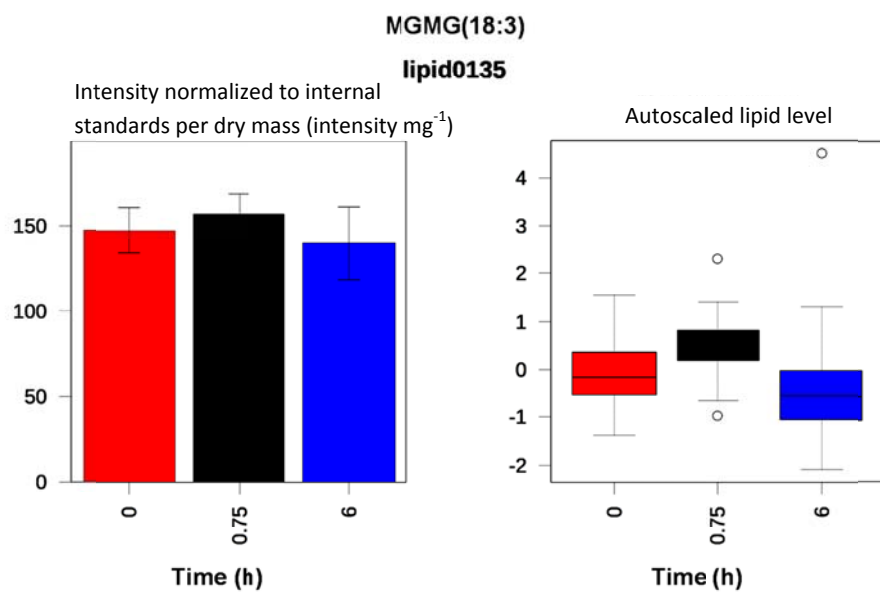 MGMG(18:3)
lipid0135
Intensity normalized to internal
standards per dry mass (intensity mg⁻¹)
150
100
50
0
0
0.75
6
Time (h)
Autoscaled lipid level
4
3
2
1
0
-1
-2
0
0.75
6
Time (h)